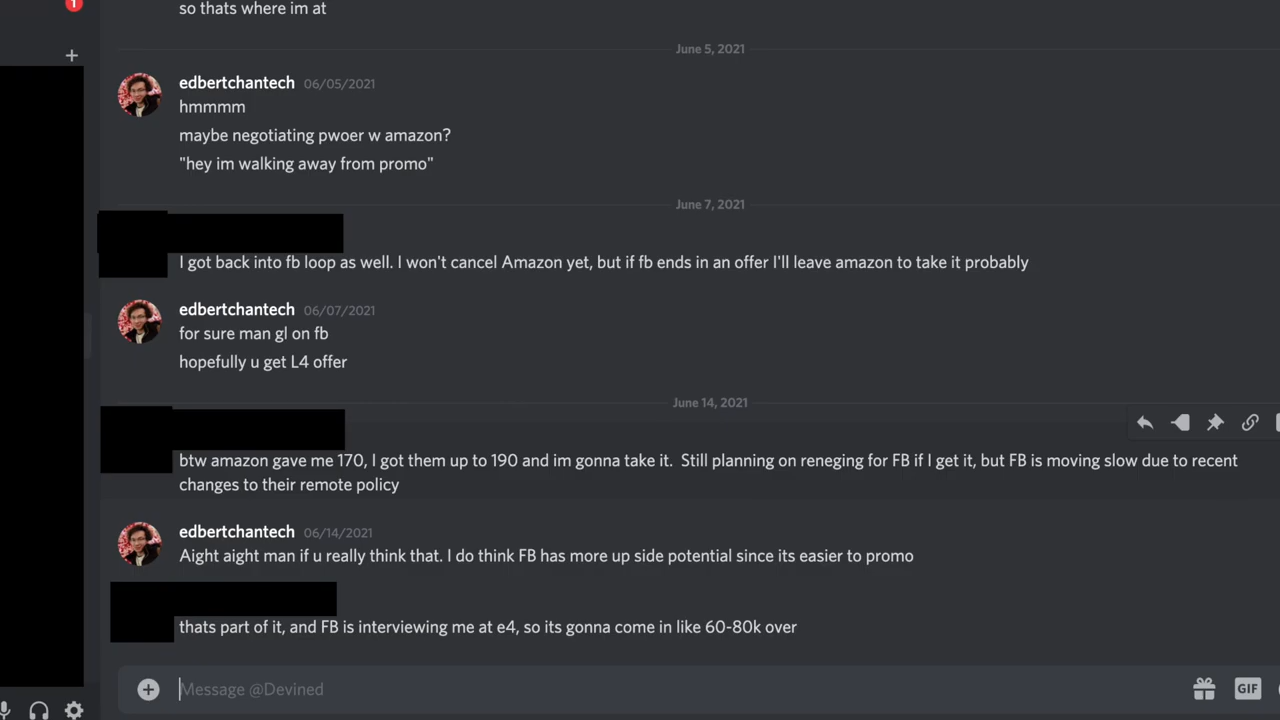 1
so thats where im at
June 5, 2021
edbertchantech 06/05/2021
hmmmm
maybe negotiating pwoer w amazon?
"hey im walking away from promo"
June 7, 2021
I got back into fb loop as well. I won't cancel Amazon yet, but if fb ends in an offer I'll leave amazon to take it probably
edbertchantech 06/07/2021
for sure man gl on fb
hopefully u get L4 offer
June 14, 2021
btw amazon gave me 170, I got them up to 190 and im gonna take it.  Still planning on reneging for FB if I get it, but FB is moving slow due to recent
changes to their remote policy
edbertchantech 06/14/2021
Aight aight man if u really think that. I do think FB has more up side potential since its easier to promo
thats part of it, and FB is interviewing me at e4, so its gonna come in like 60-80k over
Message @Devined
GIF